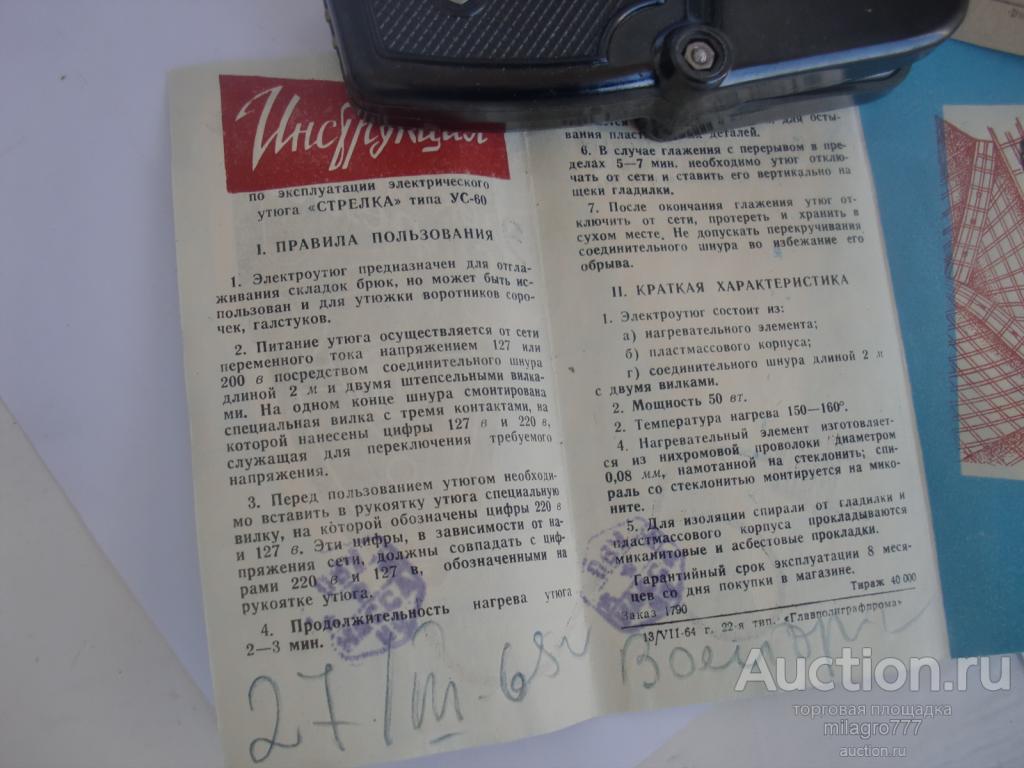 Инструкция
по эксплуатации электрического
утюга «СТРЕЛКА» типа УС-60
I. ПРАВИЛА ПОЛЬЗОВАНИЯ
1. Электроутюг предназначен для отгла-
живания складок брюк, но может быть ис-
пользован и для утюжки воротников соро-
чек, галстуков.
2. Питание утюга осуществляется от сети
переменного тока напряжением 127 или
200 в посредством соединительного шнура
длиной 2 м и двумя штепсельными вилка-
ми. На одном конце шнура смонтирована
специальная вилка с тремя контактами, на
которой нанесены цифры 127 в и 220 в,
служащая для переключения требуемого
напряжения.
3. Перед пользованием утюгом необходи-
мо вставить в рукоятку утюга специальную
вилку, на которой обозначены цифры 220 в
и 127 в. Эти цифры, в зависимости от на-
пряжения сети, должны совпадать с циф-
рами 220 в и 127 в, обозначенными на
рукоятке утюга.
4. Продолжительность нагрева утюга
2—3 мин.
для осты-
вания деталей.
6. В случае глажения с перерывом в пре-
делах 5—7 мин. необходимо утюг отклю-
чать от сети и ставить его вертикально на
щеки гладилки.
7. После окончания глажения утюг от-
ключить от сети, протереть и хранить в
сухом месте. Не допускать перекручивания
соединительного шнура во избежание его
обрыва.
II. КРАТКАЯ ХАРАКТЕРИСТИКА
1. Электроутюг состоит из:
а) нагревательного элемента;
б) пластмассового корпуса;
г) соединительного шнура длиной 2 м
с двумя вилками.
2. Мощность 50 вт.
2. Температура нагрева 150—160°.
4. Нагревательный элемент изготовляет-
ся из нихромовой проволоки диаметром
0,08 мм, намотанной на стеклонить; спи-
раль со стеклонитью монтируется на мико-
ните.
5. Для изоляции спирали от гладилки и
пластмассового корпуса прокладываются
миканитовые и асбестовые прокладки.
Гарантийный срок эксплуатации 8 меся-
цев со дня покупки в магазине.
Заказ 1790 Тираж 40 000
13/VII-64 г. 22-я тип. «Главполиграфпрома»
27/III-65г Военторг
Auction.ru
торговая площадка
milagro777
auction.ru